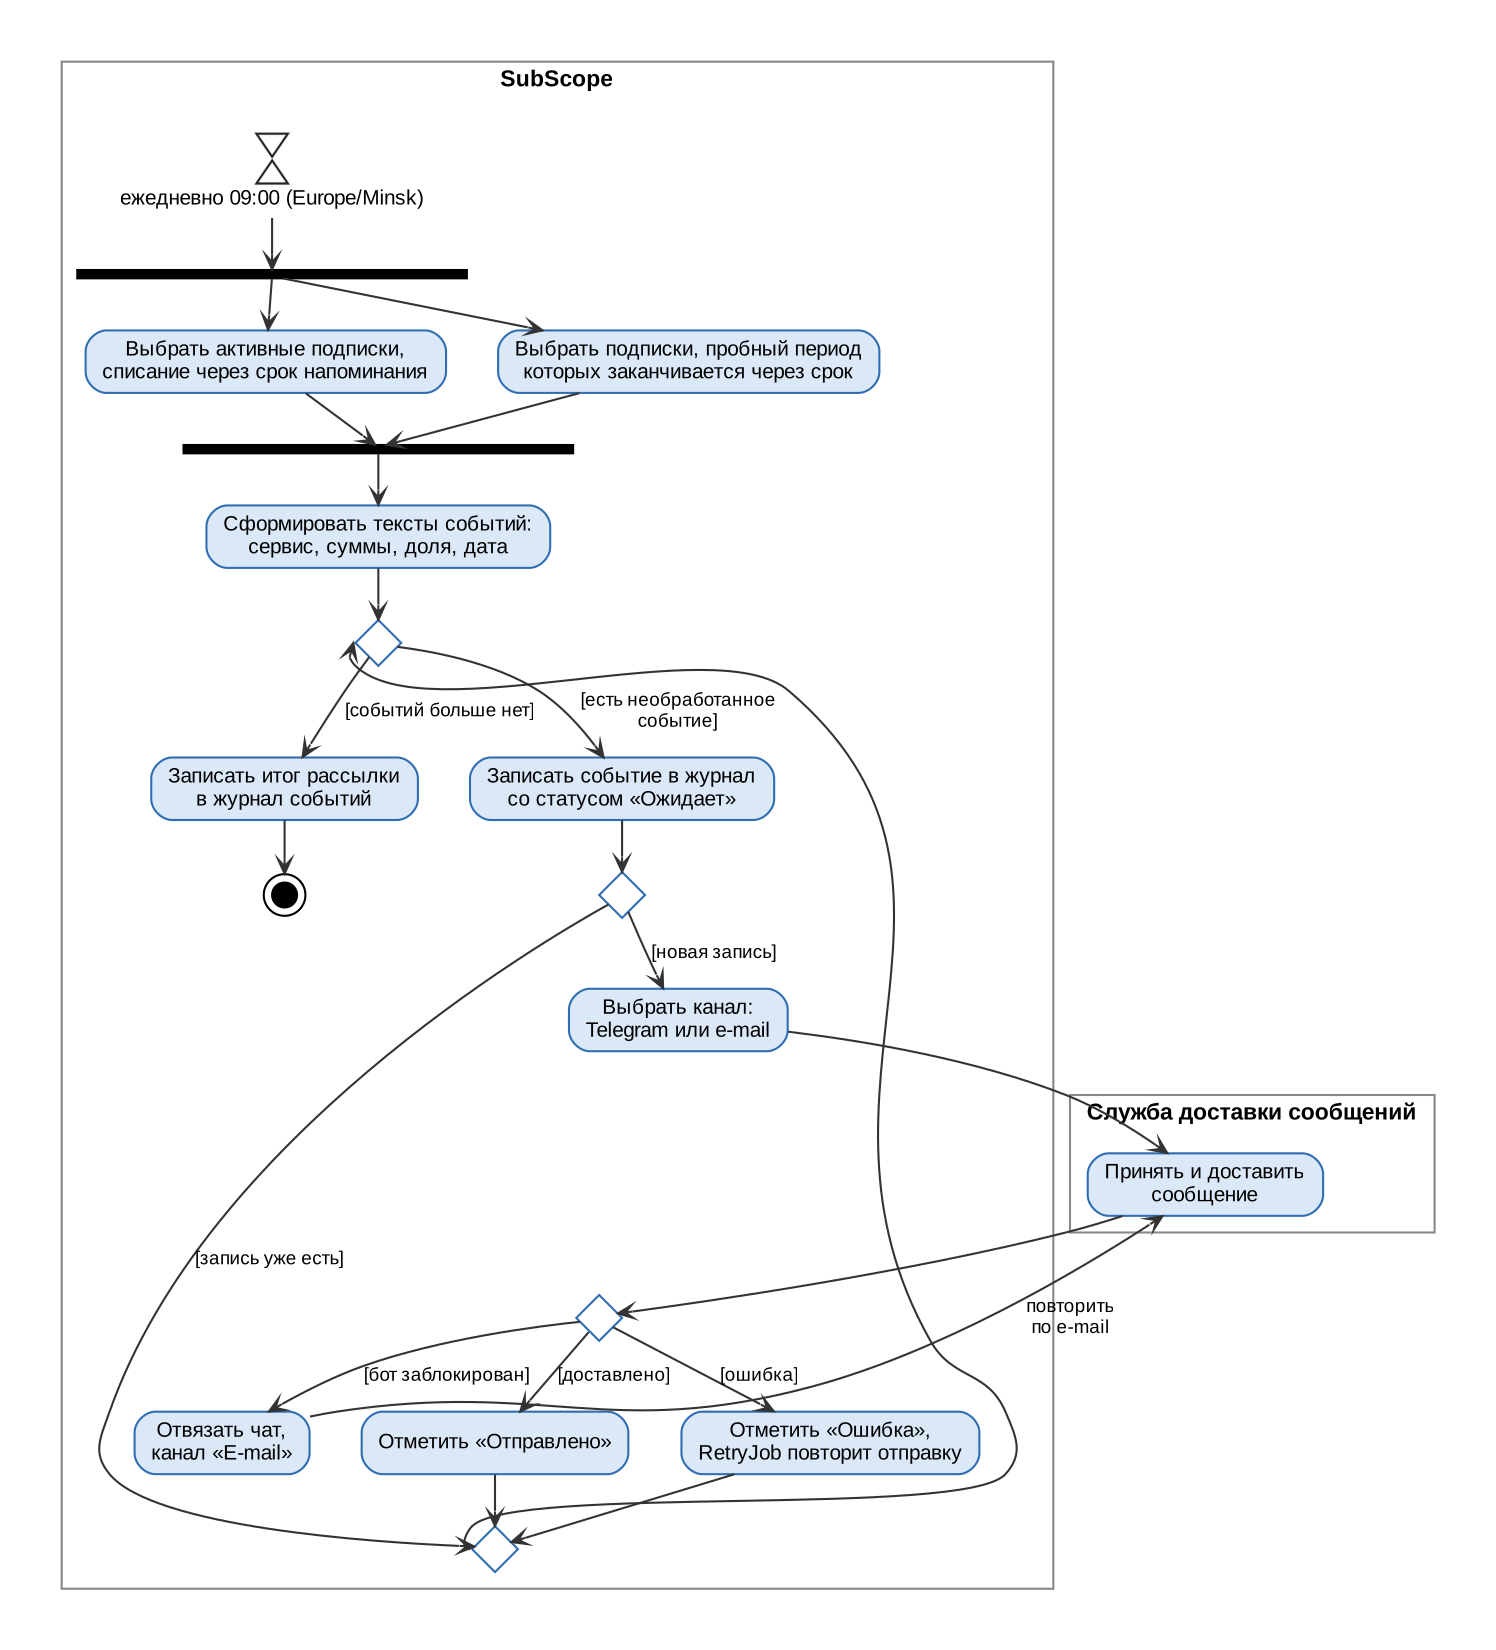 SubScope
ежедневно 09:00 (Europe/Minsk)
Выбрать активные подписки,
списание через срок напоминания
Выбрать подписки, пробный период
которых заканчивается через срок
Сформировать тексты событий:
сервис, суммы, доля, дата
[событий больше нет]
[есть необработанное
событие]
Записать итог рассылки
в журнал событий
Записать событие в журнал
со статусом «Ожидает»
[новая запись]
Выбрать канал:
Telegram или e-mail
Служба доставки сообщений
Принять и доставить
сообщение
[запись уже есть]
повторить
по e-mail
[бот заблокирован]
[доставлено]
[ошибка]
Отвязать чат,
канал «E-mail»
Отметить «Отправлено»
Отметить «Ошибка»,
RetryJob повторит отправку